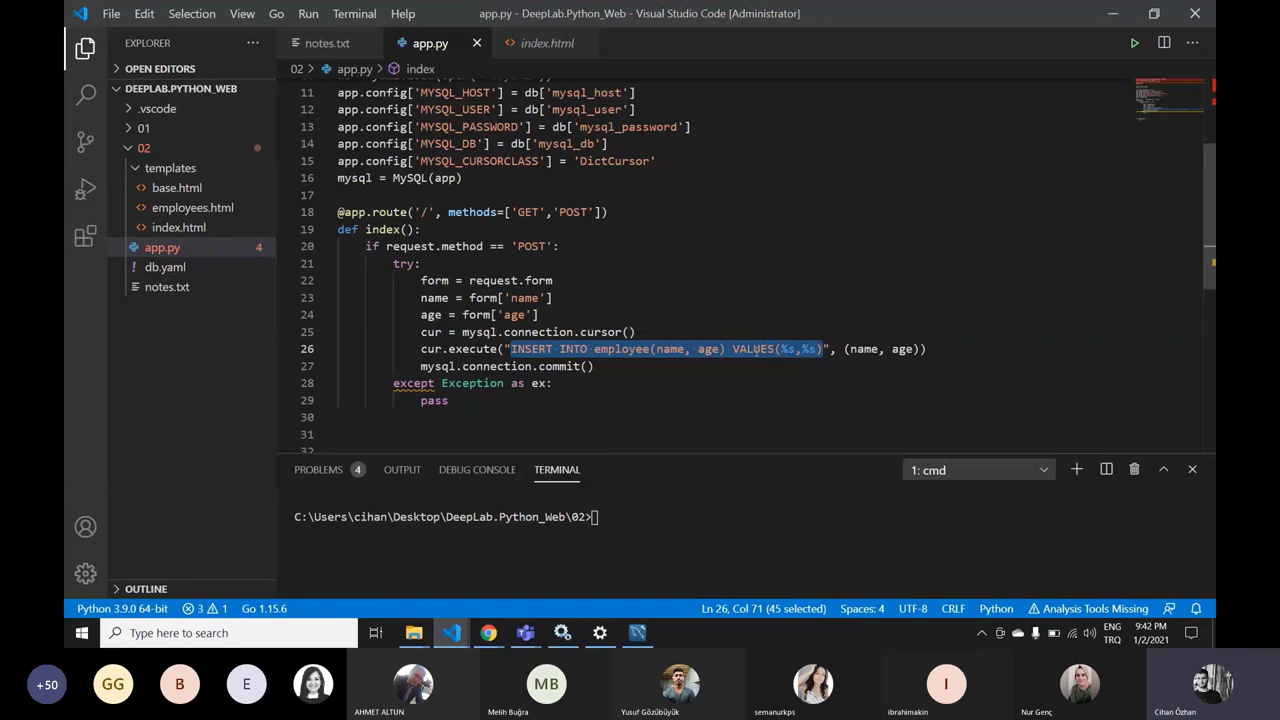 File Edit Selection View Go Run Terminal Help
app.py - DeepLab.Python_Web - Visual Studio Code [Administrator]
EXPLORER
notes.txt app.py index.html
OPEN EDITORS
02 app.py index
DEEPLAB.PYTHON_WEB
.vscode
01
02
templates
base.html
employees.html
index.html
app.py 4
db.yaml
notes.txt
11 app.config['MYSQL_HOST'] = db['mysql_host']
12 app.config['MYSQL_USER'] = db['mysql_user']
13 app.config['MYSQL_PASSWORD'] = db['mysql_password']
14 app.config['MYSQL_DB'] = db['mysql_db']
15 app.config['MYSQL_CURSORCLASS'] = 'DictCursor'
16 mysql = MySQL(app)
17
18 @app.route('/', methods=['GET','POST'])
19 def index():
20 if request.method == 'POST':
21 try:
22 form = request.form
23 name = form['name']
24 age = form['age']
25 cur = mysql.connection.cursor()
26 cur.execute("INSERT INTO employee(name, age) VALUES(%s,%s)", (name, age))
27 mysql.connection.commit()
28 except Exception as ex:
29 pass
30
31
32
PROBLEMS 4 OUTPUT DEBUG CONSOLE TERMINAL 1: cmd
C:\Users\cihan\Desktop\DeepLab.Python_Web\02>
OUTLINE
Python 3.9.0 64-bit 3 1 Go 1.15.6 Ln 26, Col 71 (45 selected) Spaces: 4 UTF-8 CRLF Python Analysis Tools Missing
Type here to search
ENG
TRQ
9:42 PM
1/2/2021
+50 GG B E MB I
AHMET ALTUN Melih Buğra Yusuf Gözübüyük semanurkps ibrahimakin Nur Genç Cihan Özhan